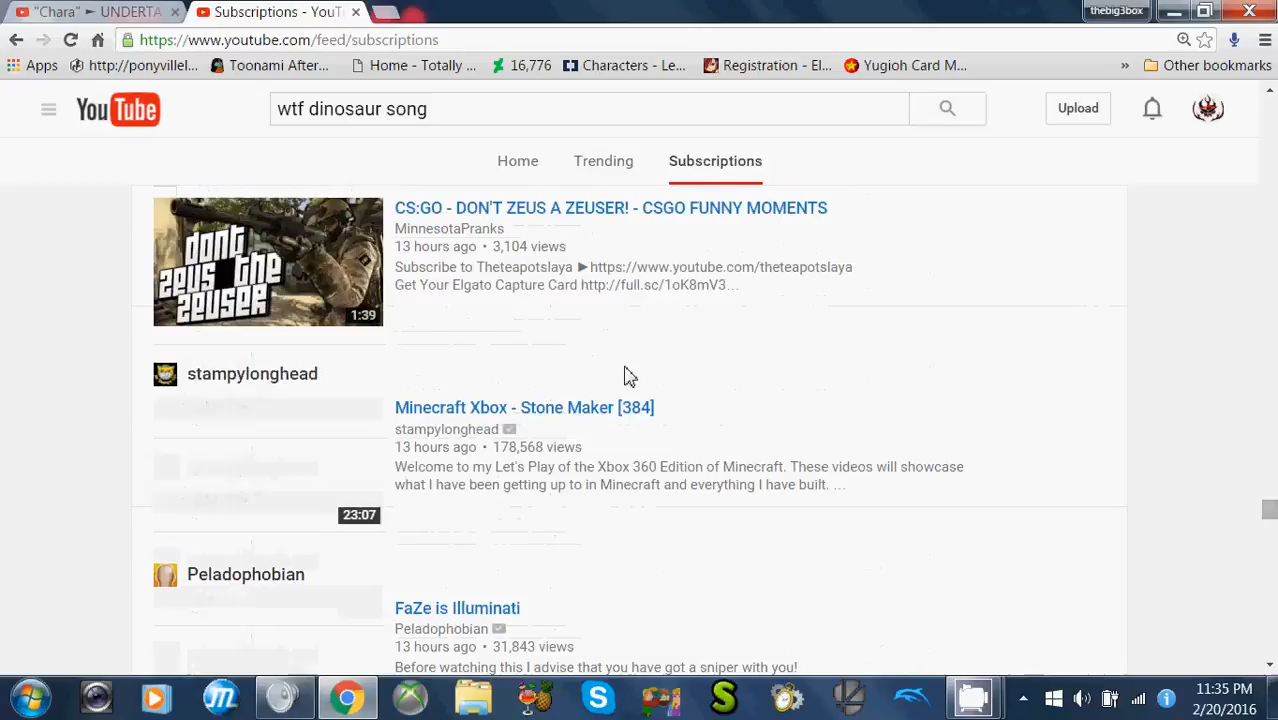 "Chara" ► UNDERTA
Subscriptions - YouT
thebig3box
https://www.youtube.com/feed/subscriptions
Apps
http://ponyvillel...
Toonami After...
Home - Totally ...
16,776
Characters - Le...
Registration - El...
Yugioh Card M...
»
Other bookmarks
YouTube
wtf dinosaur song
Upload
Home
Trending
Subscriptions
dont
zeus the
zeuser
1:39
CS:GO - DON'T ZEUS A ZEUSER! - CSGO FUNNY MOMENTS
MinnesotaPranks
13 hours ago • 3,104 views
Subscribe to Theteapotslaya ►https://www.youtube.com/theteapotslaya
Get Your Elgato Capture Card http://full.sc/1oK8mV3...
stampylonghead
Minecraft Xbox - Stone Maker [384]
stampylonghead
13 hours ago • 178,568 views
Welcome to my Let's Play of the Xbox 360 Edition of Minecraft. These videos will showcase
what I have been getting up to in Minecraft and everything I have built. ...
23:07
Peladophobian
FaZe is Illuminati
Peladophobian
13 hours ago • 31,843 views
Before watching this I advise that you have got a sniper with you!
11:35 PM
2/20/2016